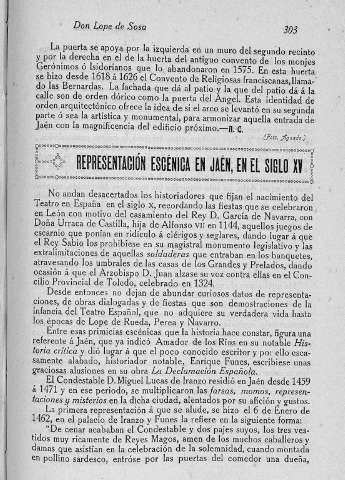 Don Lope de Sosa 303
La puerta se apoya por la izquierda en un muro del segundo recinto
y por la derecha en el de la huerta del antiguo convento de los monjes
Gerónimos ó Isidorianos que lo abandonaron en 1575. En esta huerta
se hizo desde 1618 á 1626 el Convento de Religiosas franciscanas, llama-
do las Bernardas. La fachada que dá al patio y la que del patio dá á la
calle son de orden dórico como la puerta del Ángel. Esta identidad de
orden arquitectónico ofrece la idea de si el arso se levantó en su segunda
parte ó sea la artística y monumental, para armonizar aquella entrada de
Jaén con la magnificencia del edificio próximo.—A. C.
(Foto. Aguado.)
REPRESENTACIÓN ESCÉNICA EN JAÉN, EN EL SIGLO XV
No andan desacertados los historiadores que fijan el nacimiento del
Teatro en España en el siglo X, recordando las fiestas que se celebraron
en León con motivo del casamiento del Rey D. García de Navarra, con
Doña Urraca de Castilla, hija de Alfonso VII en 1144, aquellos juegos de
escarnio que ponían en ridículo á clérigos y seglares, dando lugar á que
el Rey Sabio los prohibiese en su magistral monumento legislativo y las
extralimitaciones de aquellas soldaderas que entraban en los banquetes,
atravesando los umbrales de las casas de los Grandes y Prelados, dando
ocasión á que el Arzobispo D. Juan alzase su voz contra ellas en el Con-
cilio Provincial de Toledo, celebrado en 1324.
Desde entonces no dejan de abundar curiosos datos de representa-
ciones, de obras dialogadas y de fiestas que son demostraciones de la
infancia del Teatro Español, que no adquiere su verdadera vida hasta
los épocas de Lope de Rueda, Perea y Navarro.
Entre esas primacías escénicas que la historia hace constar, figura una
referente á Jaén, que ya indicó Amador de los Ríos en su notable His-
toria crítica y dió lugar á que el poco conocido escritor y por ello esca-
samente alabado, historiador notable, Enrique Funes, escribiese unas
graciosas alusiones en su obra La Declamación Española.
El Condestable D. Miguel Lucas de Iranzo residió en Jaén desde 1459
á 1471 y en ese período, se multiplicaron las farsas, momos, represen-
taciones y misterios en la dicha ciudad, alentados por su afición y gustos.
La primera representación á que se alude, se hizo el 6 de Enero de
1462, en el palacio de Iranzo y Funes la refiere en la siguiente forma:
“De cenar acababan el Condestable y dos pajes suyos, los tres ves-
tidos muy ricamente de Reyes Magos, amen de los muchos caballeros y
damas que asistían en la celebración de la solemnidad, cuando montada
en pollino sardesco, entróse por las puertas del comedor una dueña,